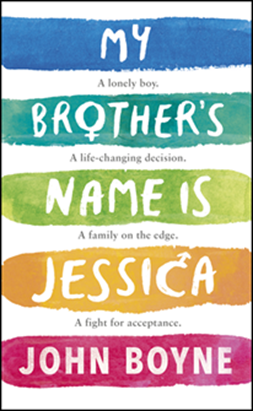 MY
A lonely boy.
BROTHER'S
A life-changing decision.
NAME IS
A family on the edge.
JESSICA
A fight for acceptance.
JOHN BOYNE